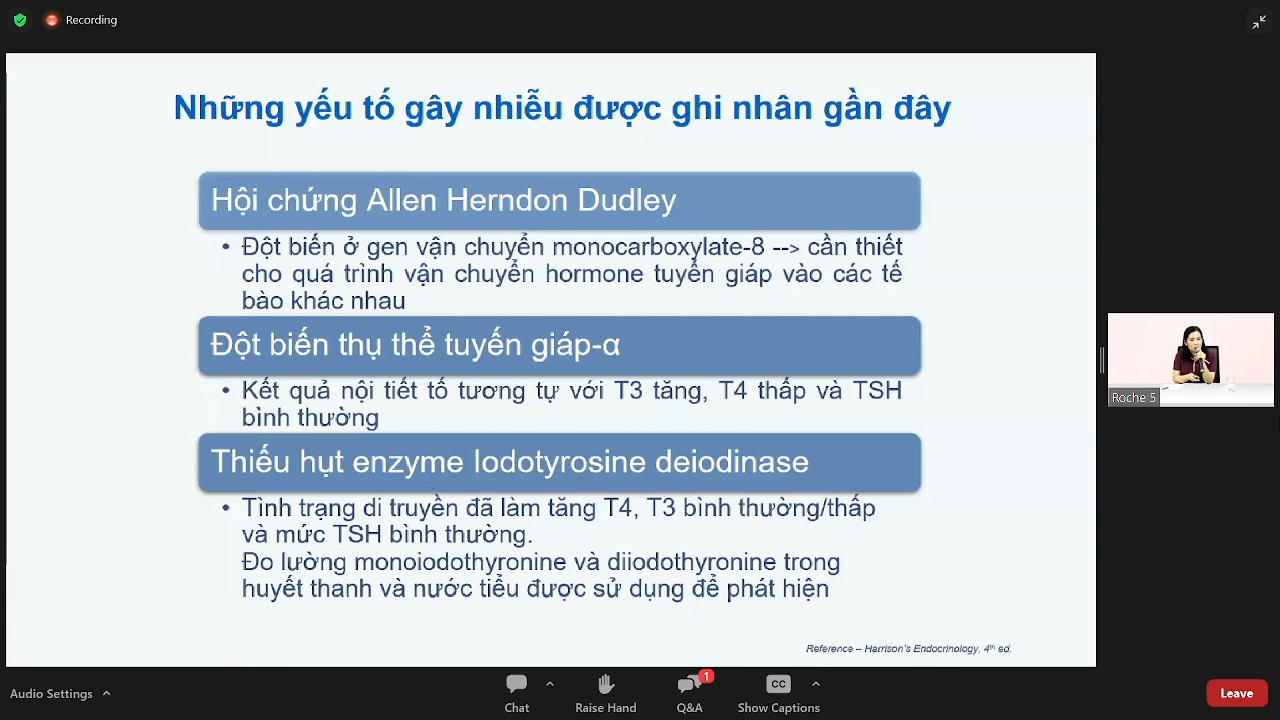 Recording
Những yếu tố gây nhiễu được ghi nhân gần đây
Hội chứng Allen Herndon Dudley
• Đột biến ở gen vận chuyển monocarboxylate-8 --> cần thiết
cho quá trình vận chuyển hormone tuyến giáp vào các tế
bào khác nhau
Đột biến thụ thể tuyến giáp-α
• Kết quả nội tiết tố tương tự với T3 tăng, T4 thấp và TSH
bình thường
Thiếu hụt enzyme Iodotyrosine deiodinase
• Tình trạng di truyền đã làm tăng T4, T3 bình thường/thấp
và mức TSH bình thường.
Đo lường monoiodothyronine và diiodothyronine trong
huyết thanh và nước tiểu được sử dụng để phát hiện
Reference – Harrison's Endocrinology, 4th ed.
Roche 5
Audio Settings
Chat
Raise Hand
1
Q&A
CC
Show Captions
Leave